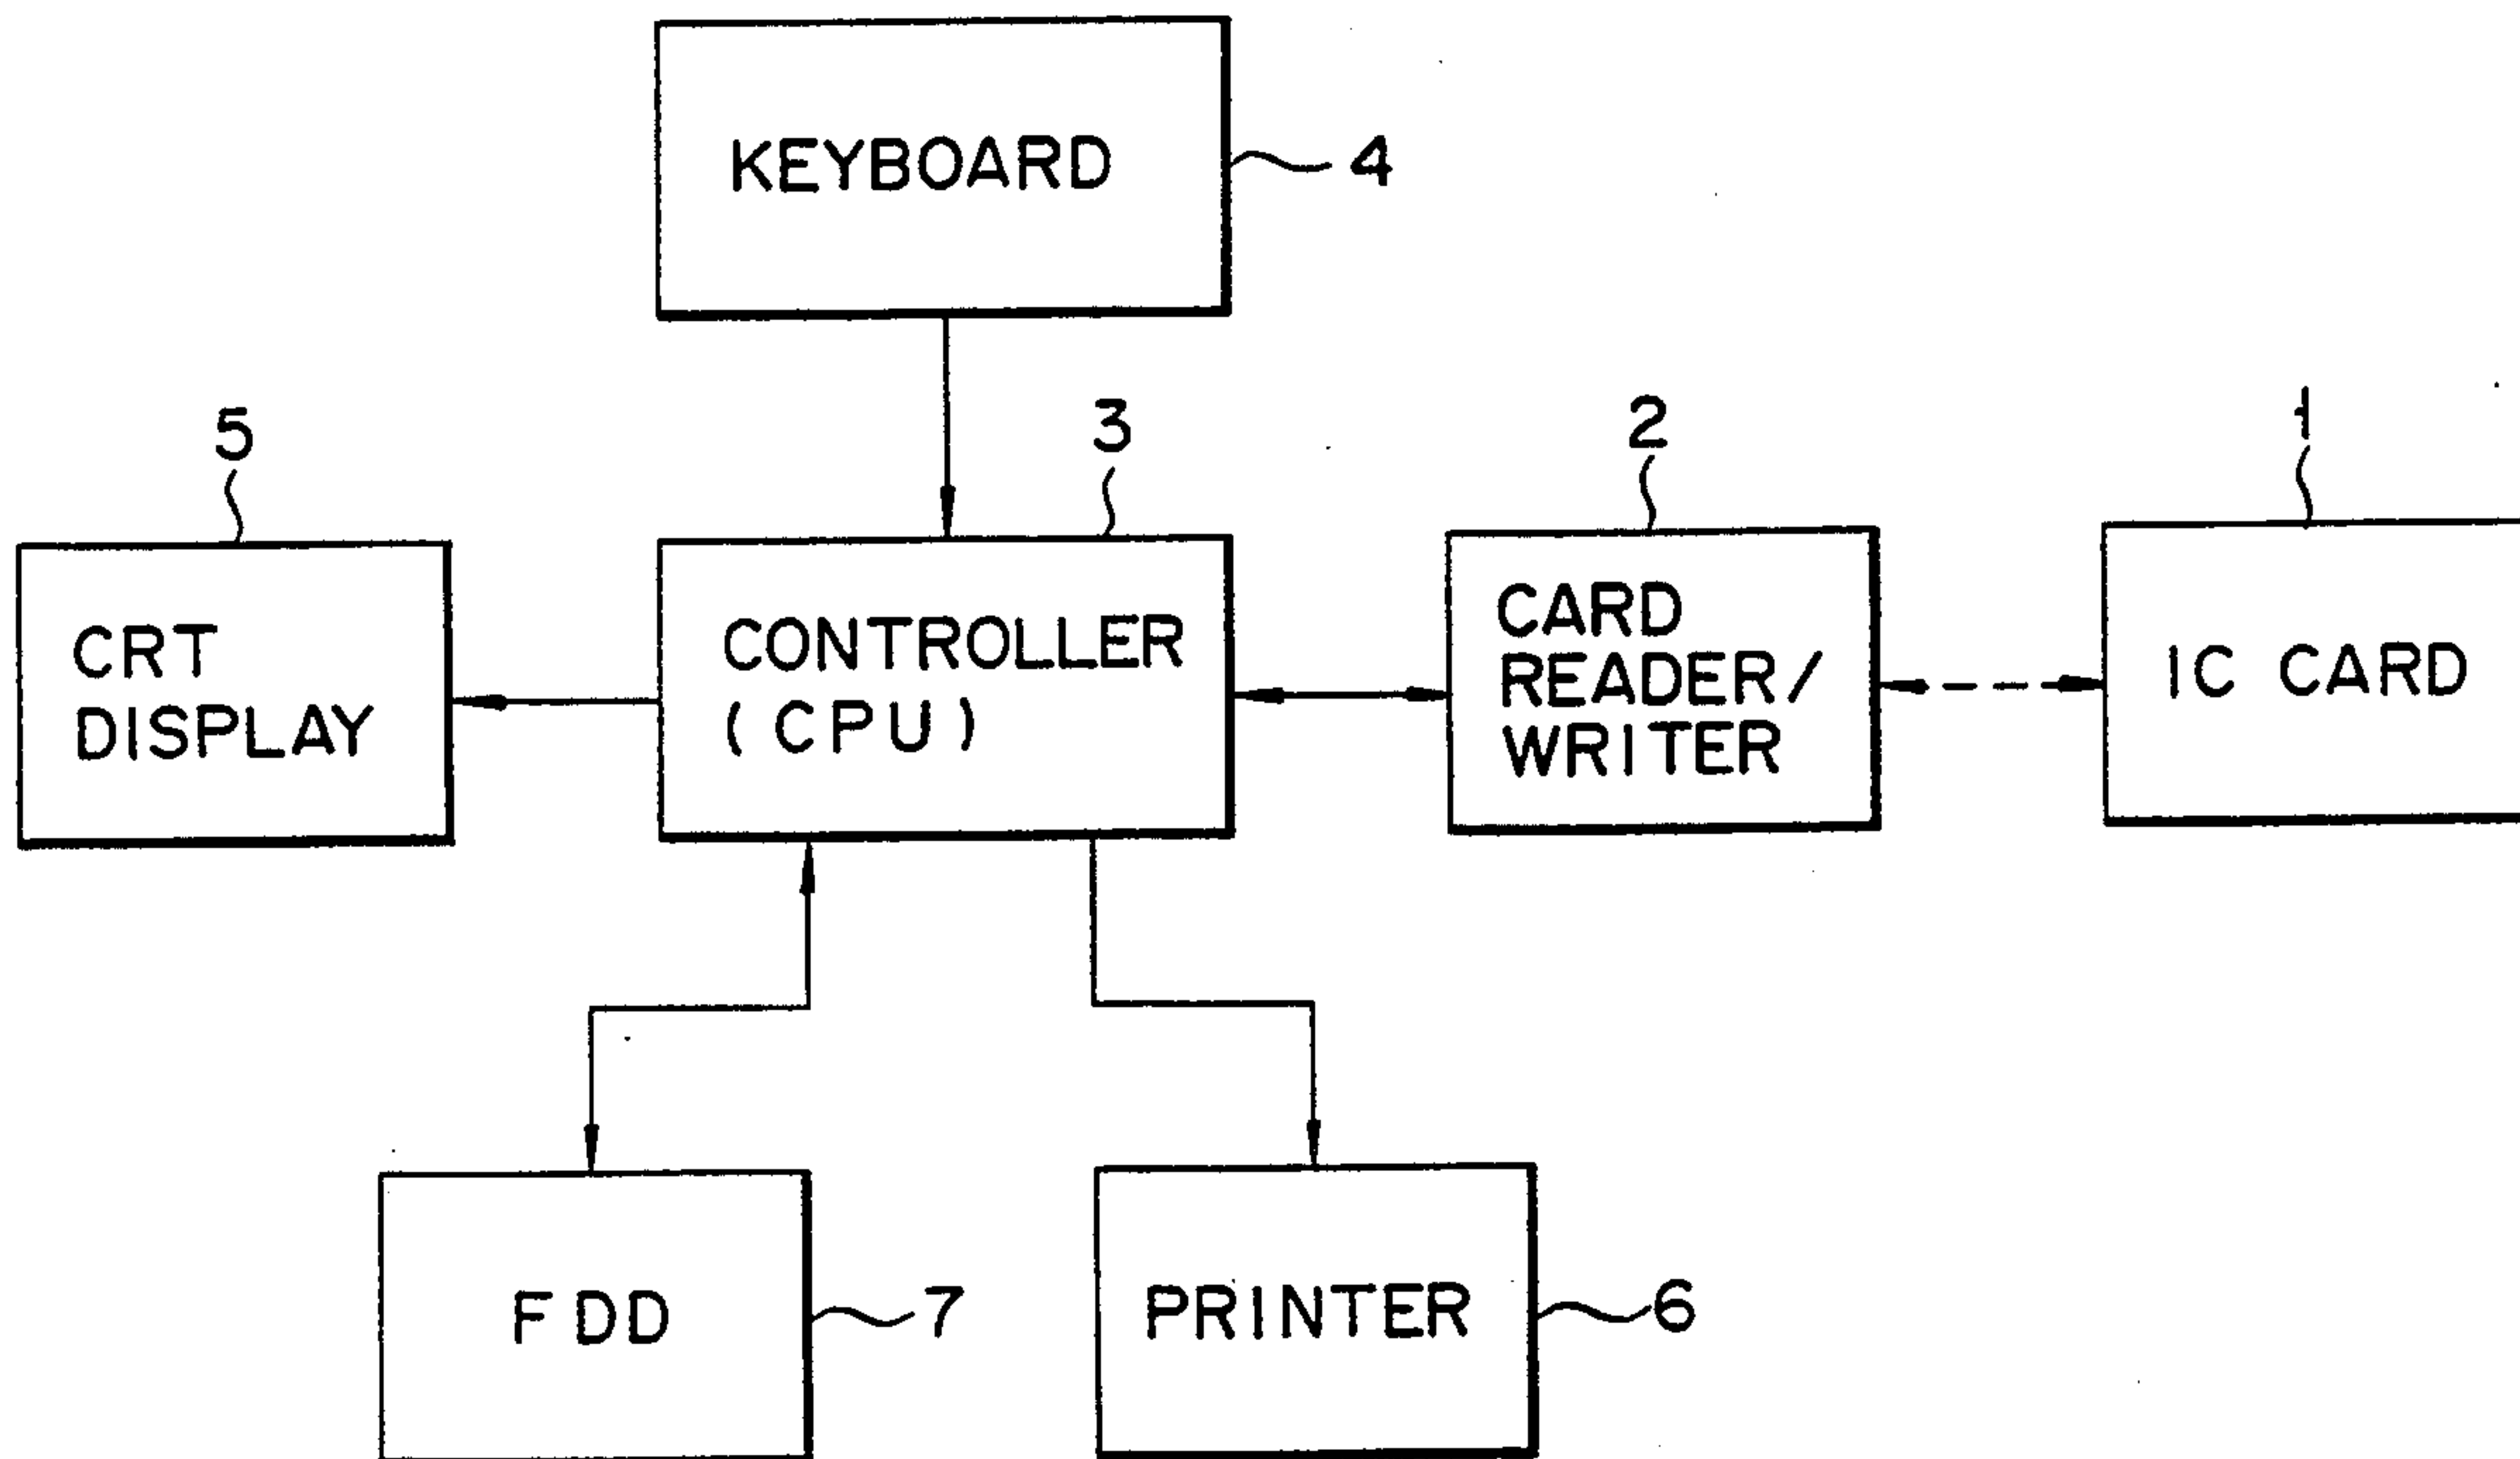 KEYBOARD
4
5
3
2
1
CRT
DISPLAY
CONTROLLER
(CPU)
CARD
READER/
WRITER
IC CARD
FDD
7
PRINTER
6